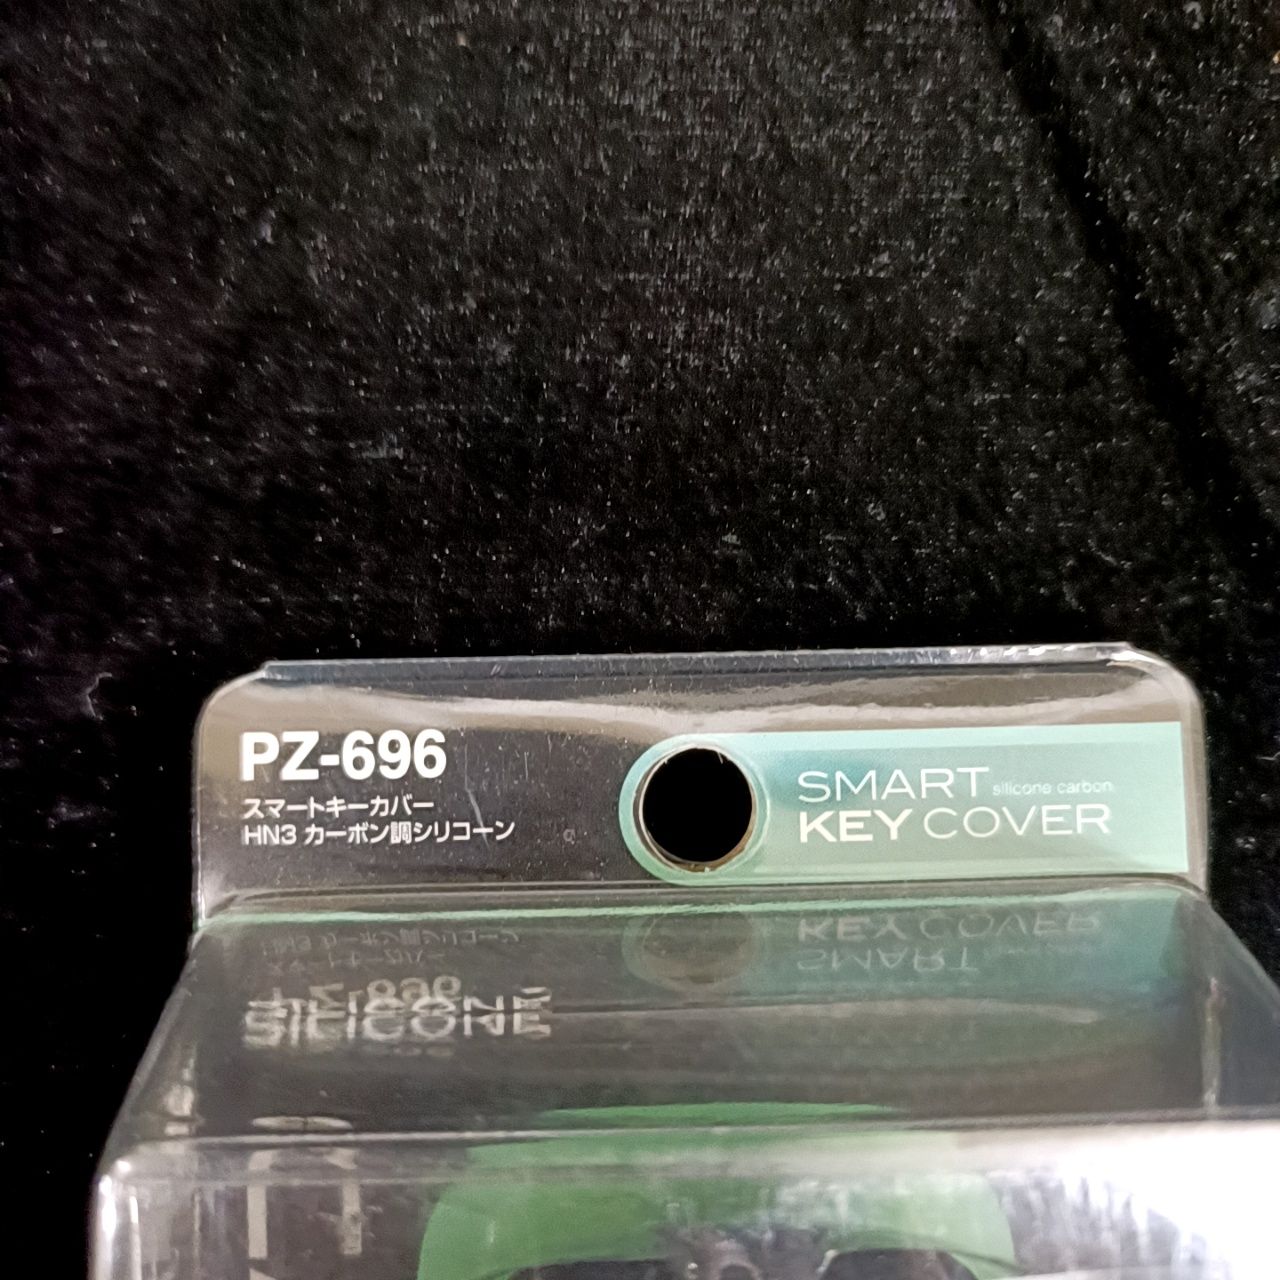 PZ-696
スマートキーカバー
HN3 カーボン調シリコーン
SMART silicone carbon
KEY COVER